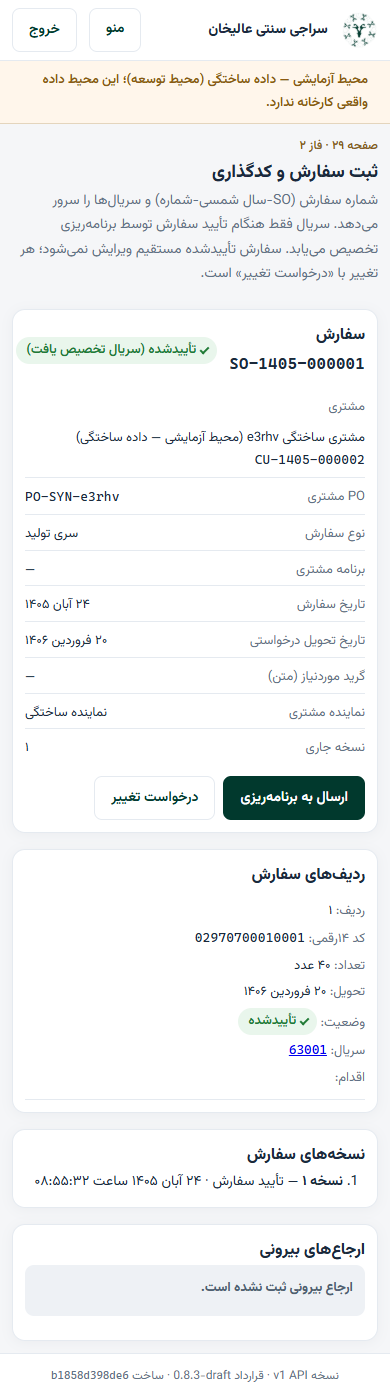 سراجی سنتی عالیخان
منو
خروج
محیط آزمایشی — داده ساختگی (محیط توسعه)؛ این محیط داده
واقعی کارخانه ندارد.
صفحه ۲۹ · فاز ۲
ثبت سفارش و کدگذاری
شماره سفارش (SO-سال شمسی-شماره) و سریال‌ها را سرور
می‌دهد. سریال فقط هنگام تأیید سفارش توسط برنامه‌ریزی
تخصیص می‌یابد. سفارش تأییدشده مستقیم ویرایش نمی‌شود؛ هر
تغییر با «درخواست تغییر» است.
سفارش
SO-1405-000001
✓ تأییدشده (سریال تخصیص یافت)
مشتری
مشتری ساختگی e3rhv (محیط آزمایشی — داده ساختگی)
CU-1405-000002
PO مشتری PO-SYN-e3rhv
نوع سفارش سری تولید
برنامه مشتری —
تاریخ سفارش ۲۴ آبان ۱۴۰۵
تاریخ تحویل درخواستی ۲۰ فروردین ۱۴۰۶
گرید موردنیاز (متن) —
نماینده مشتری نماینده ساختگی
نسخه جاری ۱
ارسال به برنامه‌ریزی
درخواست تغییر
ردیف‌های سفارش
ردیف: ۱
کد ۱۴رقمی: 02970700010001
تعداد: ۴۰ عدد
تحویل: ۲۰ فروردین ۱۴۰۶
وضعیت: ✓ تأییدشده
سریال: 63001
اقدام:
نسخه‌های سفارش
1. نسخه ۱ — تأیید سفارش · ۲۴ آبان ۱۴۰۵ ساعت ۰۸:۵۵:۳۲
ارجاع‌های بیرونی
ارجاع بیرونی ثبت نشده است.
نسخه v1 API · قرارداد 0.8.3-draft · ساخت b1858d398de6